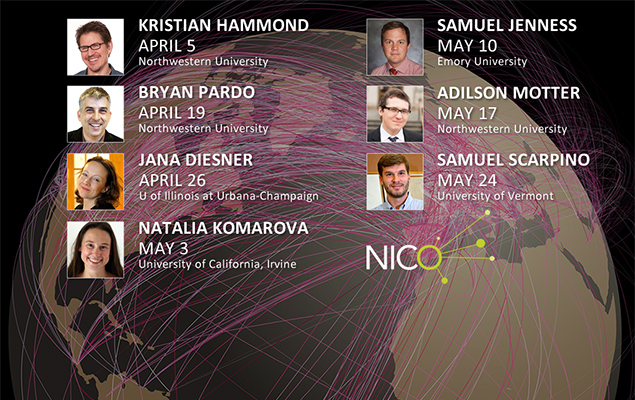 KRISTIAN HAMMOND
APRIL 5
Northwestern University
BRYAN PARDO
APRIL 19
Northwestern University
JANA DIESNER
APRIL 26
U of Illinois at Urbana-Champaign
NATALIA KOMAROVA
MAY 3
University of California, Irvine
SAMUEL JENNESS
MAY 10
Emory University
ADILSON MOTTER
MAY 17
Northwestern University
SAMUEL SCARPINO
MAY 24
University of Vermont
NICO